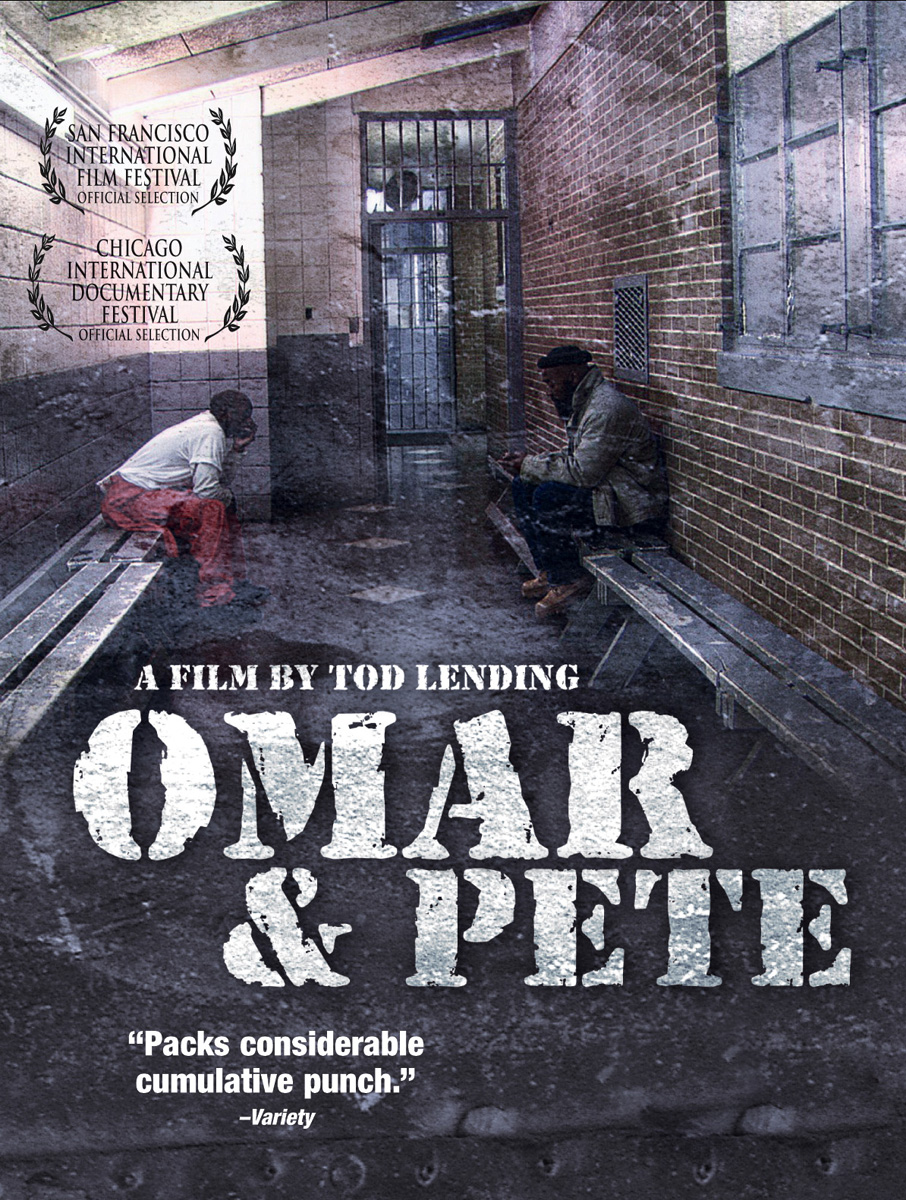 SAN FRANCISCO
INTERNATIONAL
FILM FESTIVAL
OFFICIAL SELECTION
CHICAGO
INTERNATIONAL
DOCUMENTARY
FESTIVAL
OFFICIAL SELECTION
A FILM BY TOD LENDING
OMAR
& PETE
“Packs considerable
cumulative punch.”
–Variety